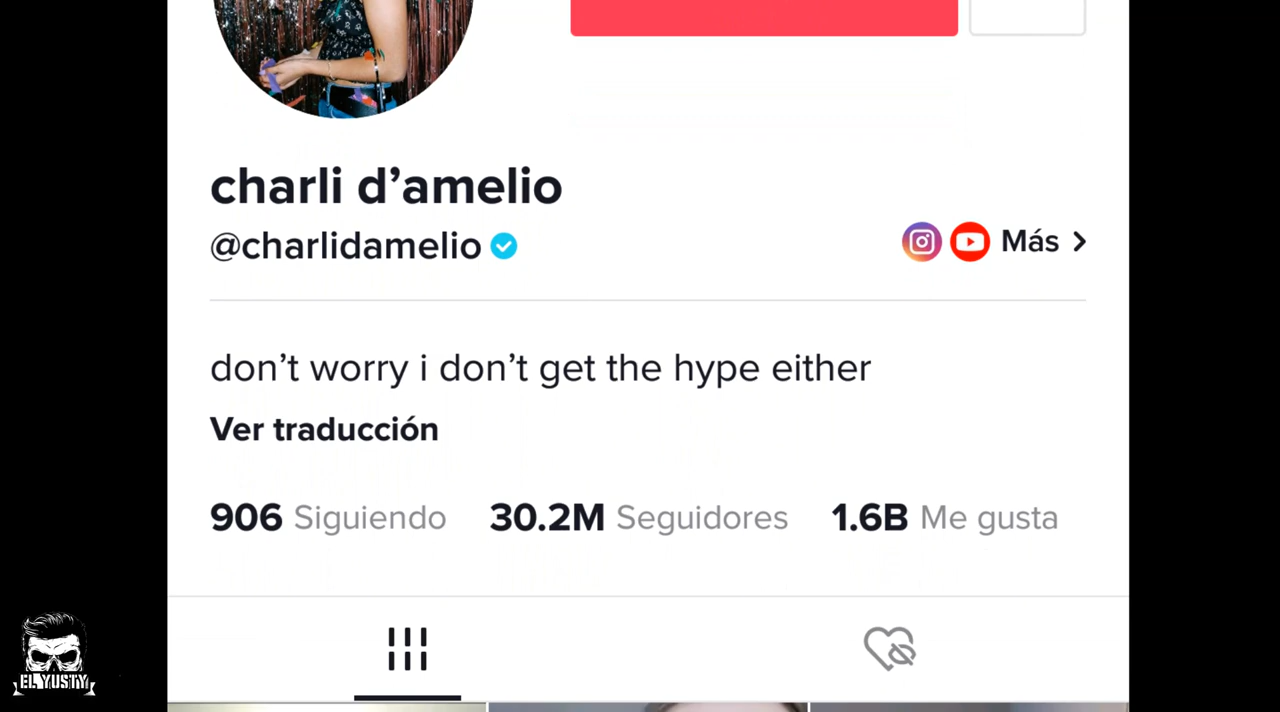 charli d’amelio
@charlidamelio
Más
don’t worry i don’t get the hype either
Ver traducción
906 Siguiendo 30.2M Seguidores 1.6B Me gusta
EL YUSTY